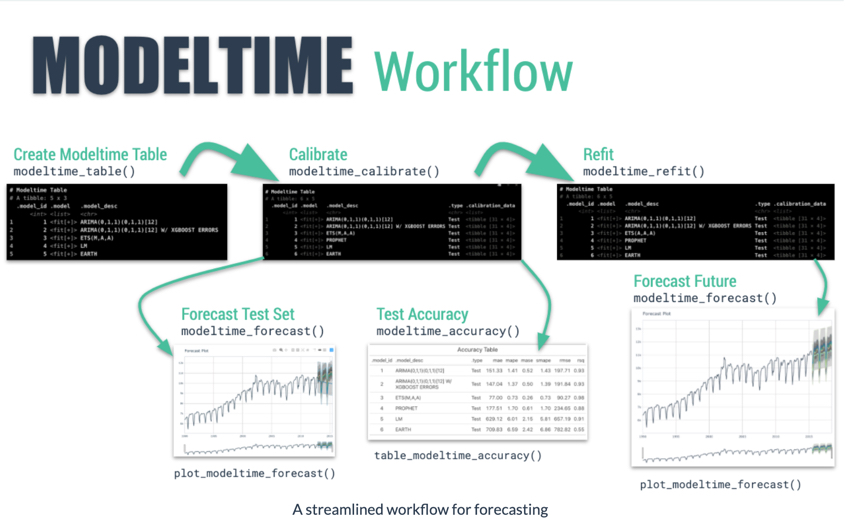 MODELTIME Workflow
Create Modeltime Table
modeltime_table()
# Modeltime Table
# A tibble: 5 x 3
.model_id .model .model_desc
<int> <list> <chr>
1 1 <fit[+]> ARIMA(0,1,1)(0,1,1)[12]
2 2 <fit[+]> ARIMA(0,1,1)(0,1,1)[12] W/ XGBOOST ERRORS
3 3 <fit[+]> ETS(M,A,A)
4 4 <fit[+]> LM
5 5 <fit[+]> EARTH
Calibrate
modeltime_calibrate()
# Modeltime Table
# A tibble: 6 x 5
.model_id .model .model_desc .type .calibration_data
<int> <list> <chr> <chr> <list>
1 1 <fit[+]> ARIMA(0,1,1)(0,1,1)[12] Test <tibble [31 × 4]>
2 2 <fit[+]> ARIMA(0,1,1)(0,1,1)[12] W/ XGBOOST ERRORS Test <tibble [31 × 4]>
3 3 <fit[+]> ETS(M,A,A) Test <tibble [31 × 4]>
4 4 <fit[+]> PROPHET Test <tibble [31 × 4]>
5 5 <fit[+]> LM Test <tibble [31 × 4]>
6 6 <fit[+]> EARTH Test <tibble [31 × 4]>
Refit
modeltime_refit()
# Modeltime Table
# A tibble: 6 x 5
.model_id .model .model_desc .type .calibration_data
<int> <list> <chr> <chr> <list>
1 1 <fit[+]> ARIMA(0,1,1)(0,1,1)[12] Test <tibble [31 × 4]>
2 2 <fit[+]> ARIMA(0,1,1)(0,1,1)[12] W/ XGBOOST ERRORS Test <tibble [31 × 4]>
3 3 <fit[+]> ETS(M,A,A) Test <tibble [31 × 4]>
4 4 <fit[+]> PROPHET Test <tibble [31 × 4]>
5 5 <fit[+]> LM Test <tibble [31 × 4]>
6 6 <fit[+]> EARTH Test <tibble [31 × 4]>
Forecast Test Set
modeltime_forecast()
Forecast Plot
plot_modeltime_forecast()
Test Accuracy
modeltime_accuracy()
Accuracy Table
.model_id .model_desc .type mae mape mase smape rmse rsq
1 ARIMA(0,1,1)(0,1,1)[12] Test 151.33 1.41 0.52 1.43 197.71 0.93
2 ARIMA(0,1,1)(0,1,1)[12] W/ XGBOOST ERRORS Test 147.04 1.37 0.50 1.39 191.84 0.93
3 ETS(M,A,A) Test 77.00 0.73 0.26 0.73 90.27 0.98
4 PROPHET Test 177.51 1.70 0.61 1.70 234.65 0.88
5 LM Test 629.12 6.01 2.15 5.81 657.19 0.91
6 EARTH Test 709.83 6.59 2.42 6.86 782.82 0.55
table_modeltime_accuracy()
Forecast Future
modeltime_forecast()
Forecast Plot
plot_modeltime_forecast()
A streamlined workflow for forecasting